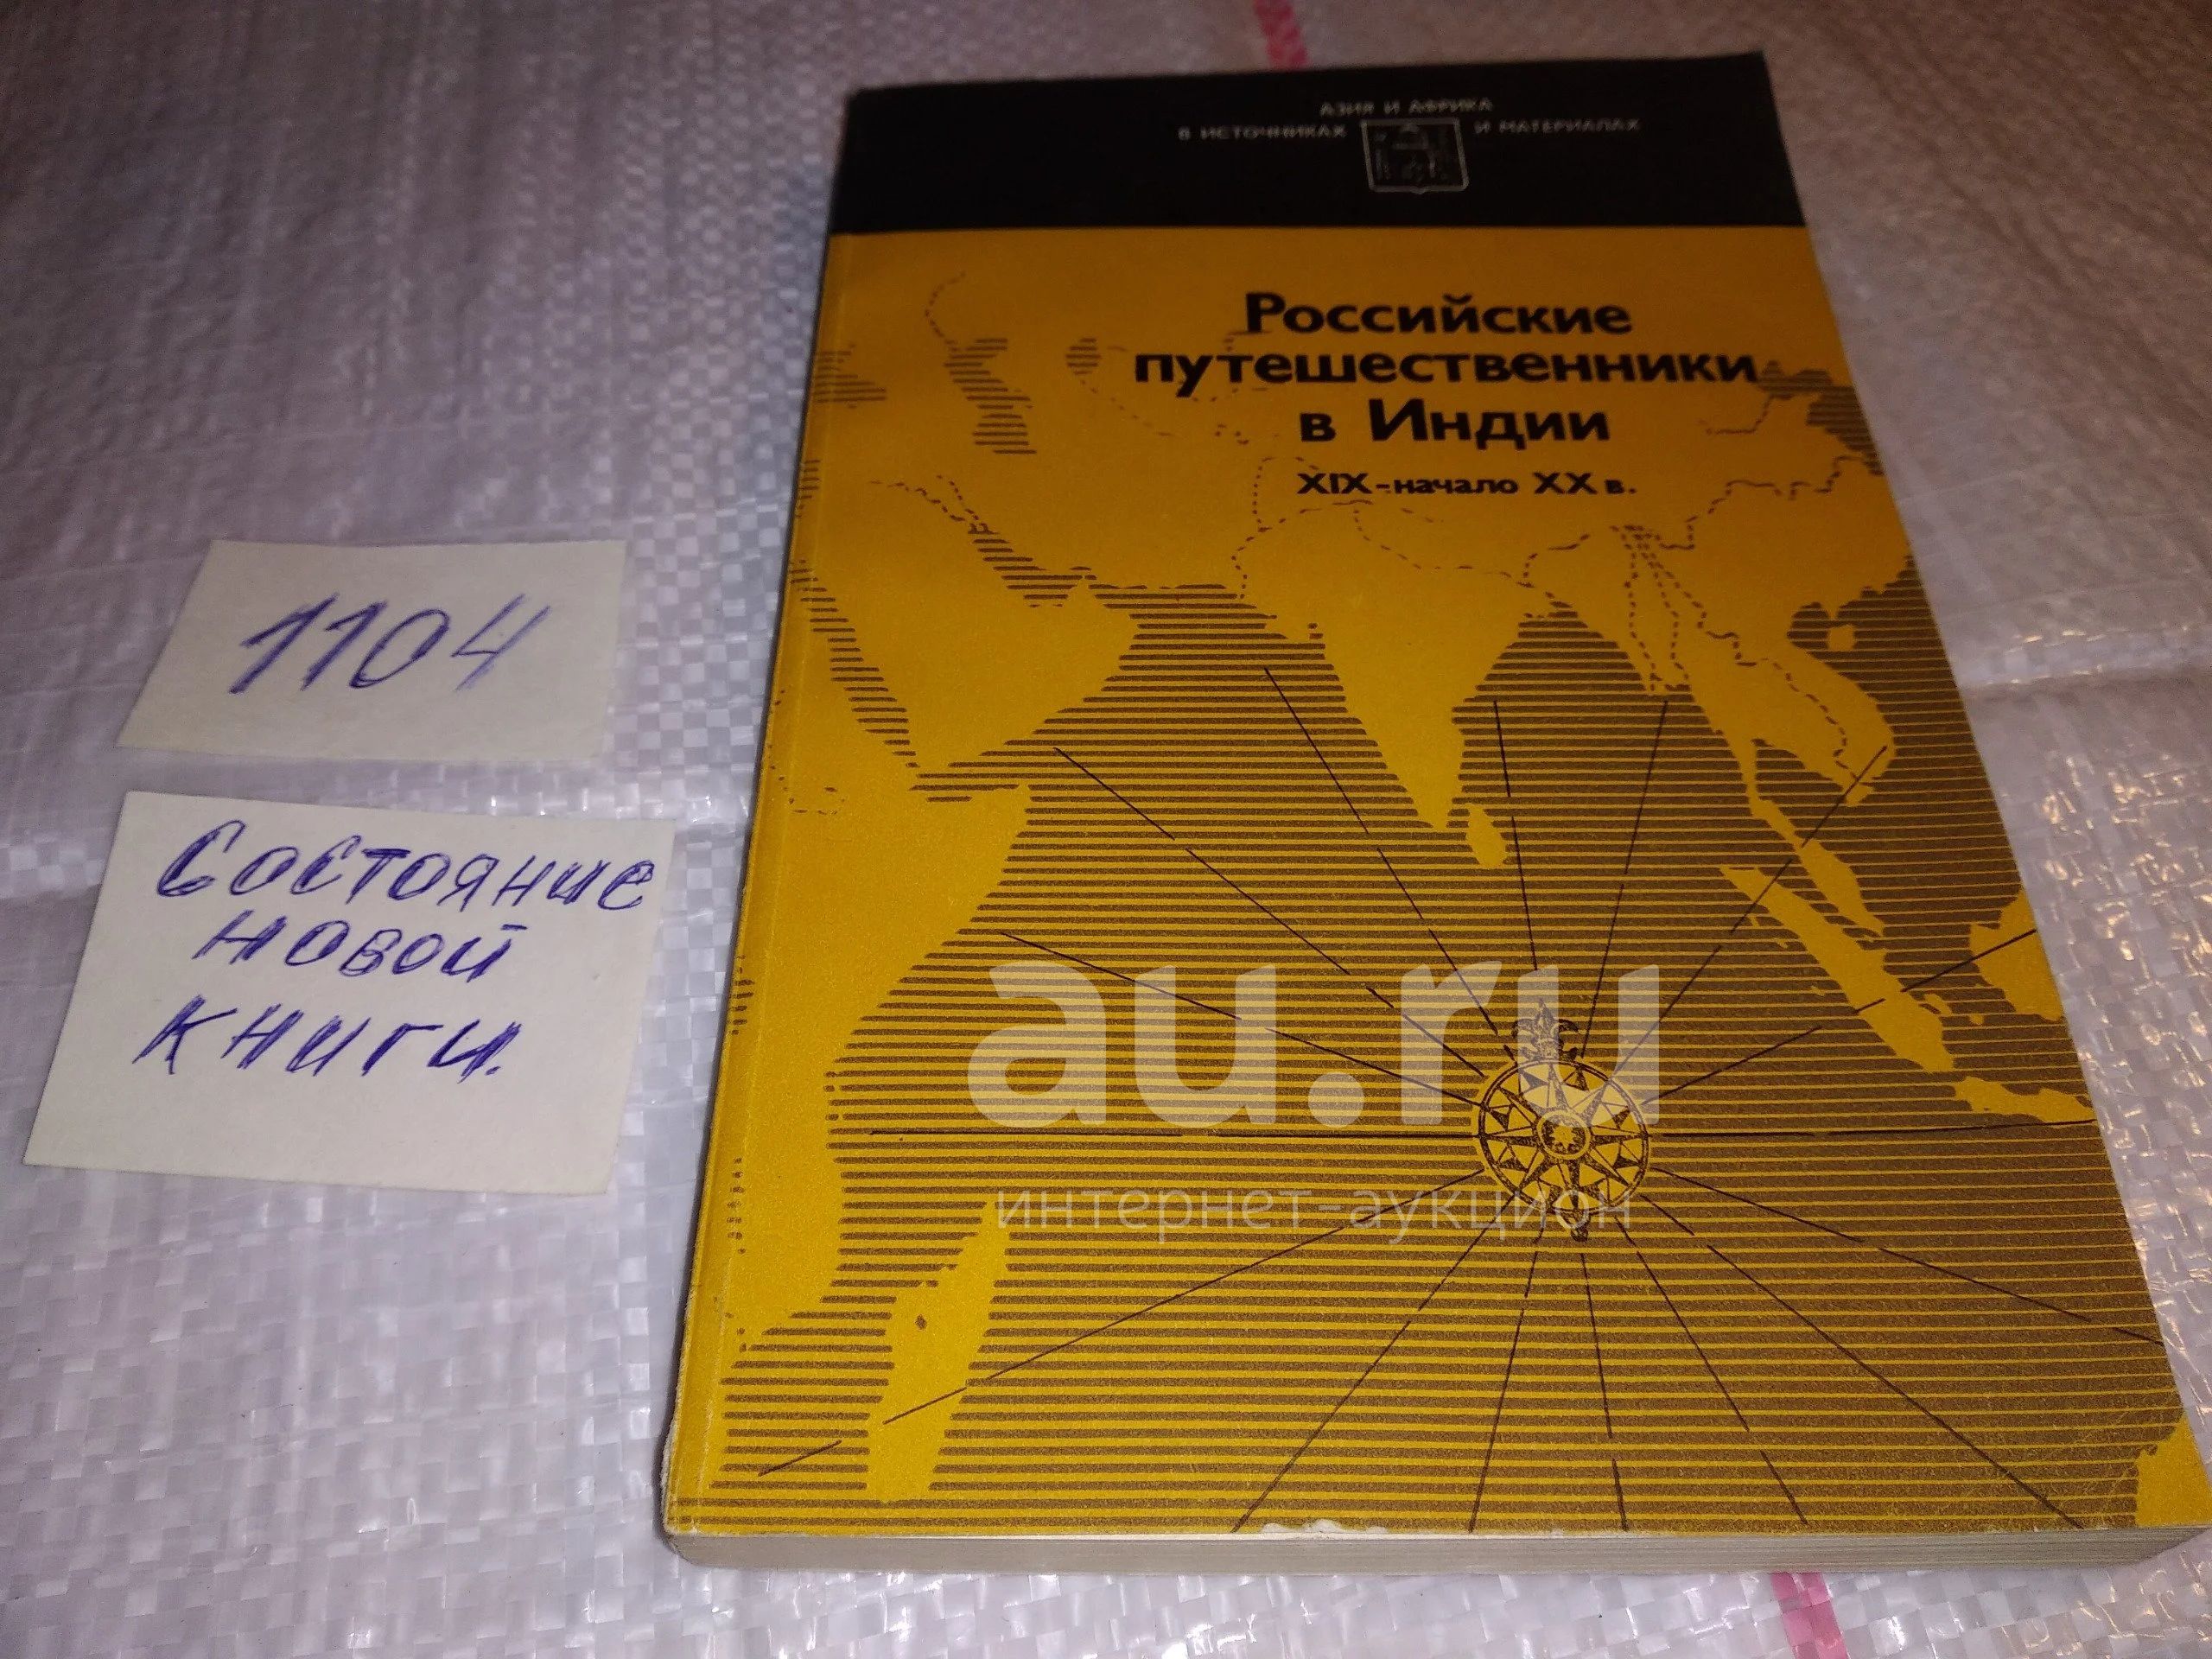 АЗИЯ И АФРИКА
В ИСТОЧНИКАХ И МАТЕРИАЛАХ
Российские
путешественники
в Индии
XIX-начало XX в.
1104
Состояние
новой
книги.
au.ru
интернет-аукцион